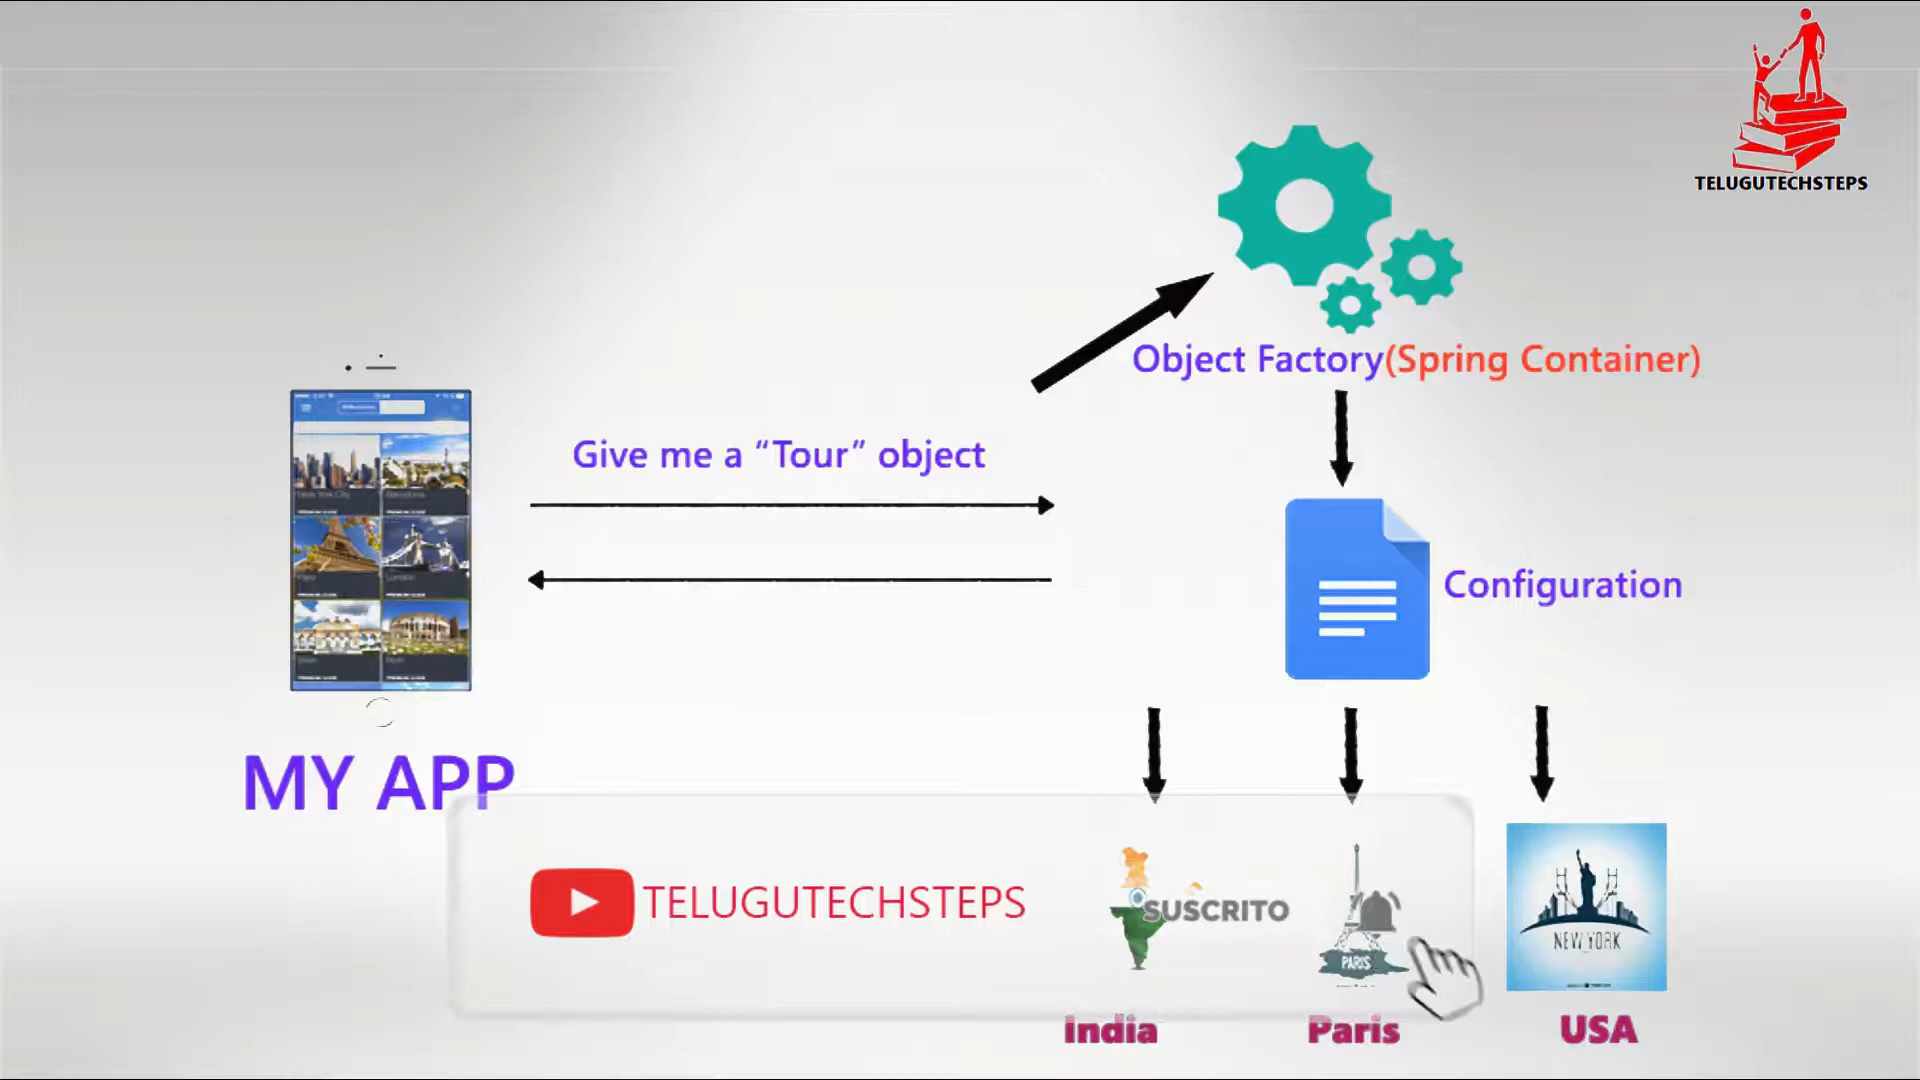 TELUGUTECHSTEPS
Object Factory(Spring Container)
Give me a “Tour” object
Configuration
MY APP
TELUGUTECHSTEPS
SUSCRITO
PARIS
NEW YORK
India
Paris
USA